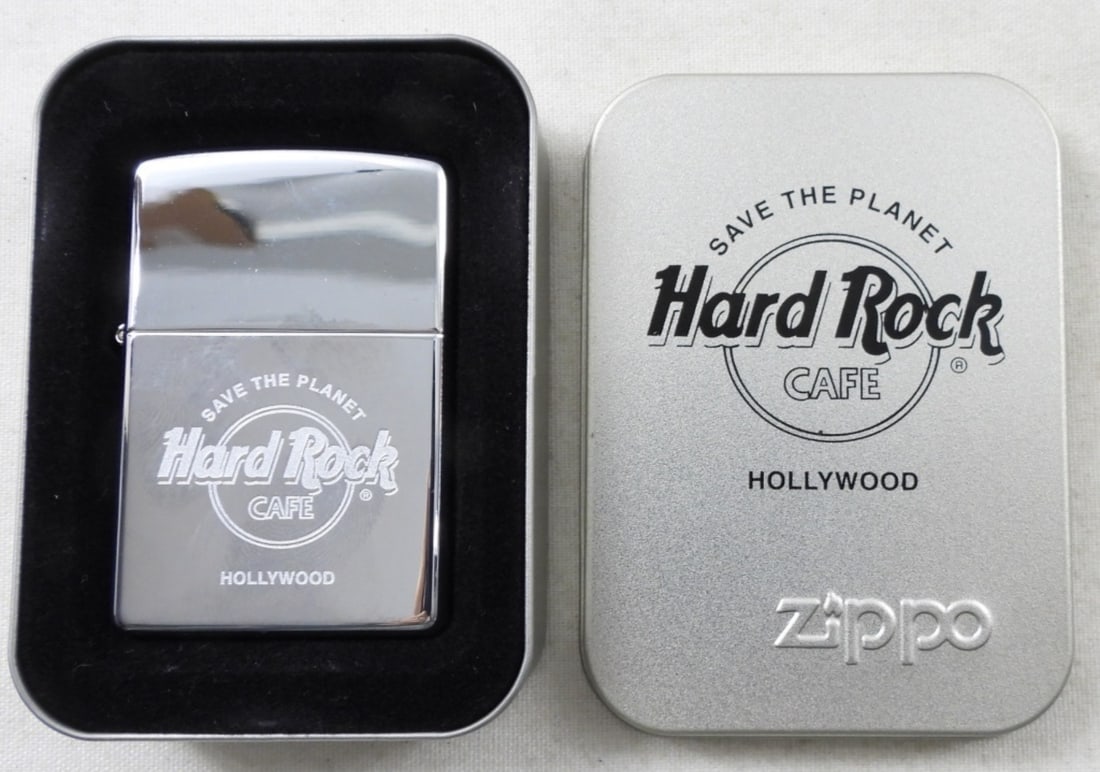 SAVE THE PLANET
Hard Rock
CAFE
®
HOLLYWOOD
SAVE THE PLANET
Hard Rock
CAFE
®
HOLLYWOOD
zippo